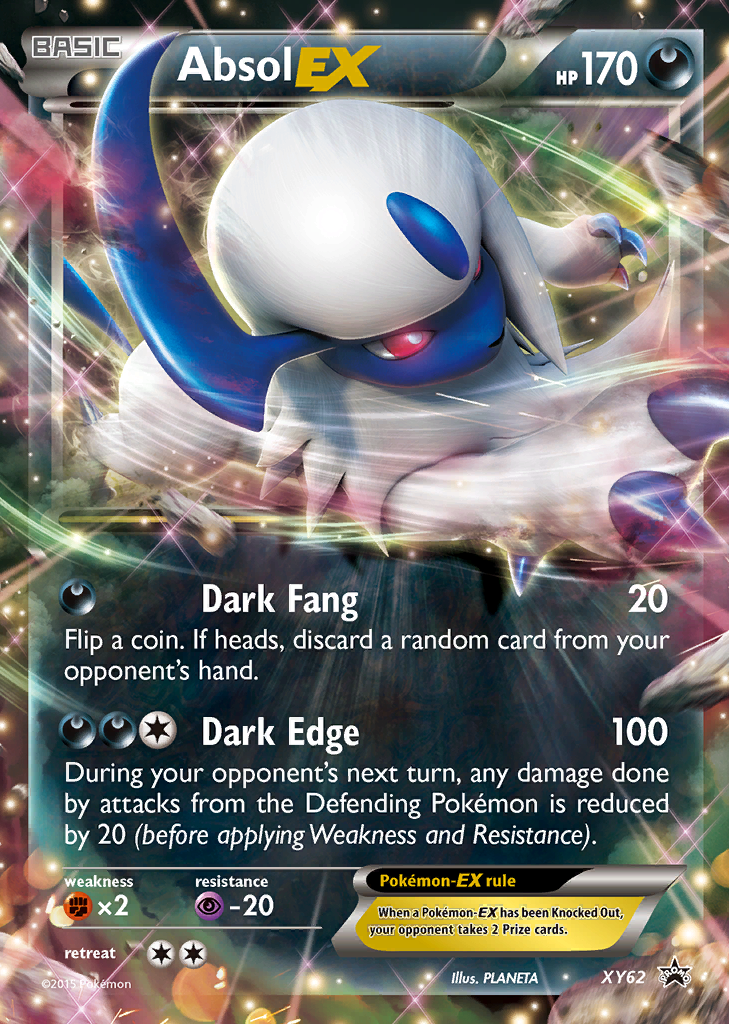 BASIC
Absol EX
HP 170
Dark Fang 20
Flip a coin. If heads, discard a random card from your
opponent's hand.
Dark Edge 100
During your opponent's next turn, any damage done
by attacks from the Defending Pokémon is reduced
by 20 (before applying Weakness and Resistance).
weakness resistance
×2 -20
Pokémon-EX rule
When a Pokémon-EX has been Knocked Out,
your opponent takes 2 Prize cards.
retreat
©2015 Pokémon
Illus. PLANETA
XY62 PROMO